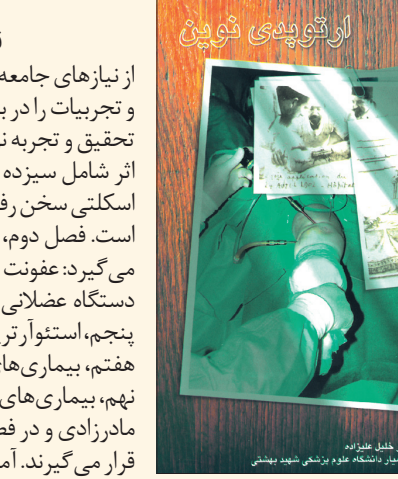 از نیازهای جامعه
و تجربیات را در ب
تحقیق و تجربه ن
اثر شامل سیزده
اسکلتی سخن رف
است. فصل دوم،
می‌گیرد: عفونت
دستگاه عضلانی
پنجم، استئوآرتر
هفتم، بیماری‌ها
نهم، بیماری‌های
مادرزادی و در فص
قرار می‌گیرند. آم
ارتوپدی نوین
خلیل علیزاده
یار دانشگاه علوم پزشکی شهید بهشتی